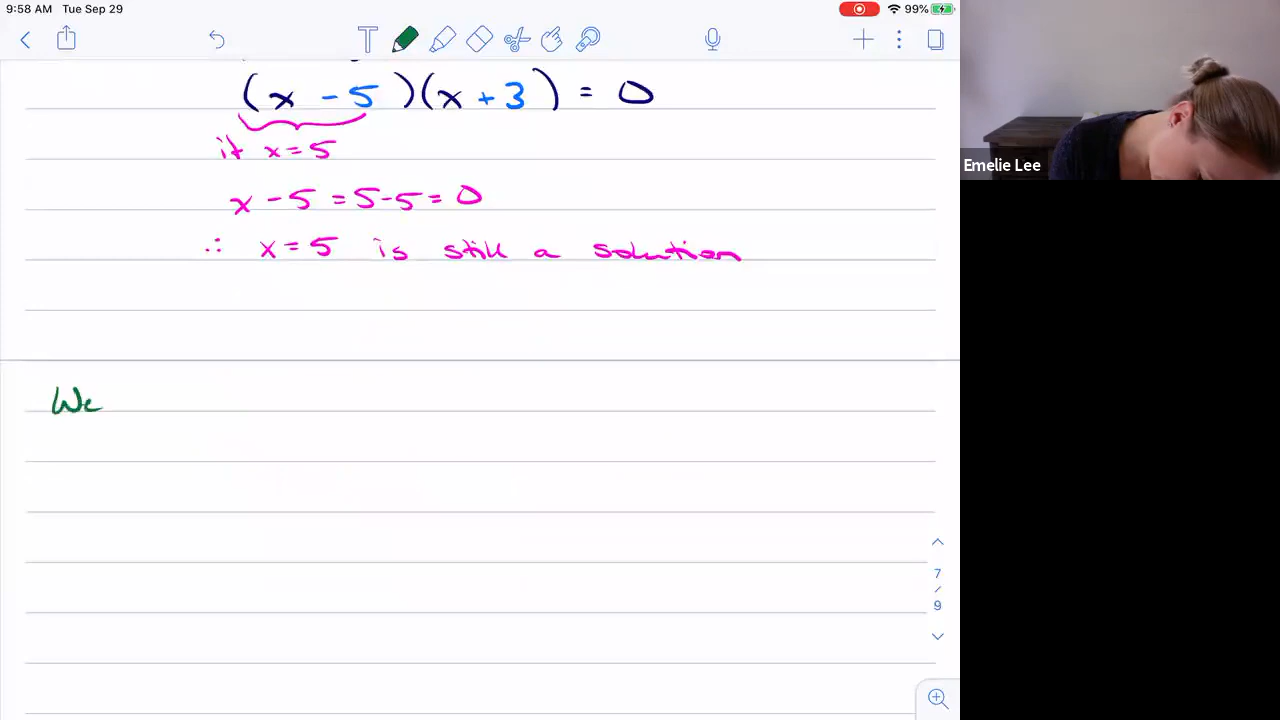 9:58 AM Tue Sep 29
99%
(x - 5)(x + 3) = 0
if x = 5
x - 5 = 5 - 5 = 0
∴ x = 5 is still a solution
We
Emelie Lee
T
7
/
9